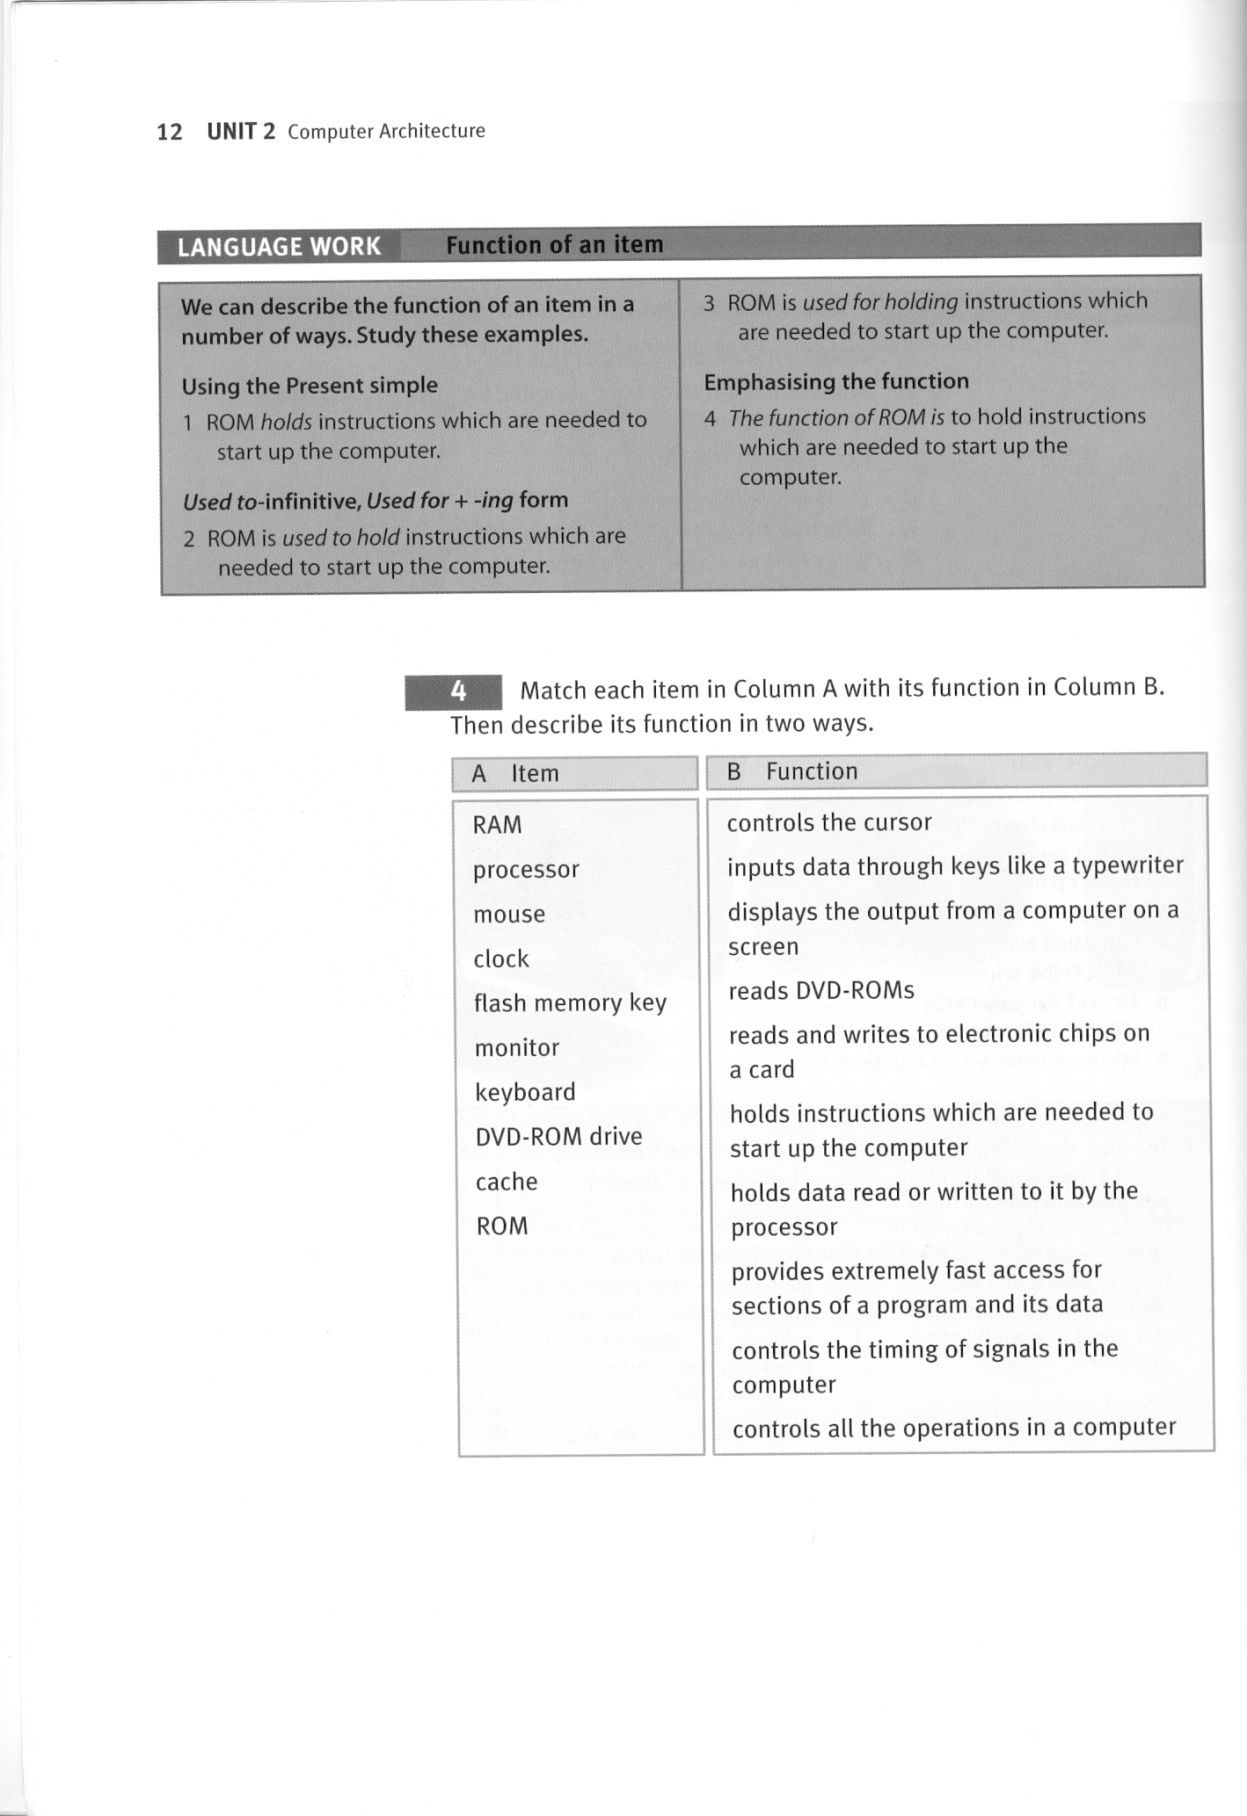 12 UNIT 2 Computer Architecture
LANGUAGE WORK Function of an item
We can describe the function of an item in a
number of ways. Study these examples.
Using the Present simple
1 ROM holds instructions which are needed to
start up the computer.
Used to-infinitive, Used for + -ing form
2 ROM is used to hold instructions which are
needed to start up the computer.
3 ROM is used for holding instructions which
are needed to start up the computer.
Emphasising the function
4 The function of ROM is to hold instructions
which are needed to start up the
computer.
4 Match each item in Column A with its function in Column B.
Then describe its function in two ways.
A Item
RAM
processor
mouse
clock
flash memory key
monitor
keyboard
DVD-ROM drive
cache
ROM
B Function
controls the cursor
inputs data through keys like a typewriter
displays the output from a computer on a
screen
reads DVD-ROMs
reads and writes to electronic chips on
a card
holds instructions which are needed to
start up the computer
holds data read or written to it by the
processor
provides extremely fast access for
sections of a program and its data
controls the timing of signals in the
computer
controls all the operations in a computer